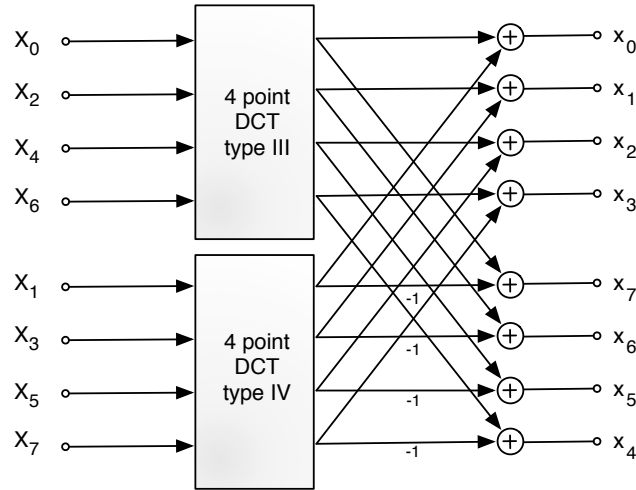 X0
X2
X4
X6
4 point
DCT
type III
X1
X3
X5
X7
4 point
DCT
type IV
-1
-1
-1
-1
x0
x1
x2
x3
x7
x6
x5
x4